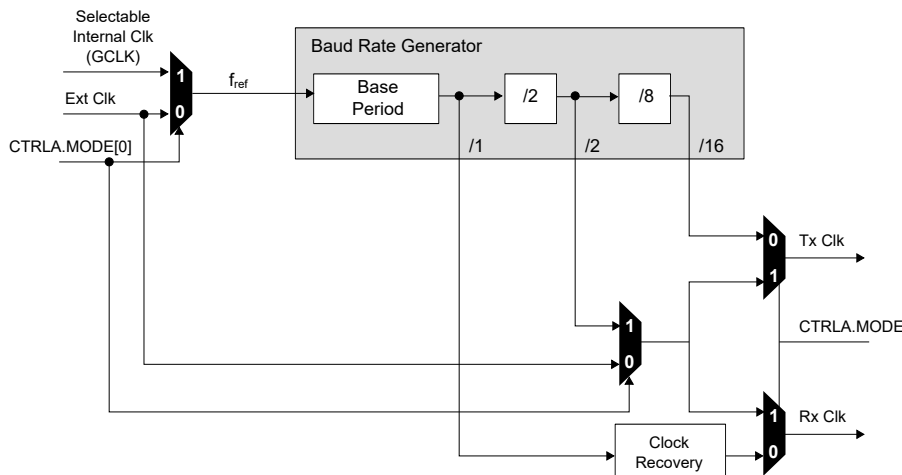 Selectable
Internal Clk
(GCLK)
Baud Rate Generator
1
f_ref
Base
Period
/2
/8
Ext Clk
0
CTRLA.MODE[0]
/1
/2
/16
0
Tx Clk
1
1
CTRLA.MODE
0
1
Rx Clk
Clock
Recovery
0